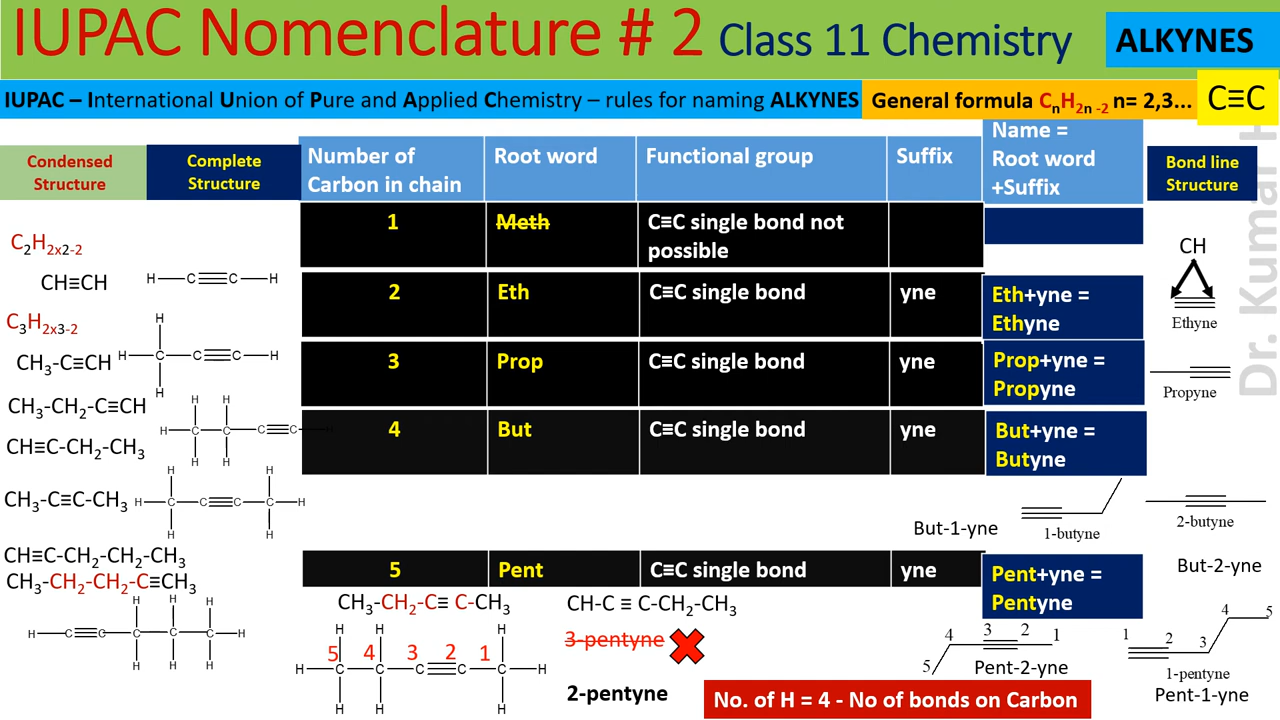 IUPAC Nomenclature # 2 Class 11 Chemistry
ALKYNES
IUPAC – International Union of Pure and Applied Chemistry – rules for naming ALKYNES
General formula CₙH₂ₙ₋₂ n= 2,3...
C≡C
Condensed
Structure
Complete
Structure
Number of
Carbon in chain
Root word
Functional group
Suffix
Name =
Root word
+Suffix
Bond line
Structure
1
Meth
C≡C single bond not
possible
C₂H₂ₓ₂₋₂
CH≡CH
H—C≡C—H
2
Eth
C≡C single bond
yne
Eth+yne =
Ethyne
CH
Ethyne
C₃H₂ₓ₃₋₂
CH₃-C≡CH
H
H—C—C≡C—H
H
3
Prop
C≡C single bond
yne
Prop+yne =
Propyne
Propyne
CH₃-CH₂-C≡CH
CH≡C-CH₂-CH₃
H H
H—C—C—C≡C—H
H H
4
But
C≡C single bond
yne
But+yne =
Butyne
CH₃-C≡C-CH₃
H H
H—C—C≡C—C—H
H H
But-1-yne
1-butyne
2-butyne
But-2-yne
CH≡C-CH₂-CH₂-CH₃
CH₃-CH₂-CH₂-C≡CH₃
H H H
H—C≡C—C—C—C—H
H H H
5
Pent
C≡C single bond
yne
Pent+yne =
Pentyne
CH₃-CH₂-C≡ C-CH₃
H H H
5 4 3 2 1
H—C—C—C≡C—C—H
H H H
CH-C ≡ C-CH₂-CH₃
3-pentyne
2-pentyne
No. of H = 4 - No of bonds on Carbon
4 3 2 1
5
Pent-2-yne
4 5
1 2 3
1-pentyne
Pent-1-yne
Dr. Kumar H